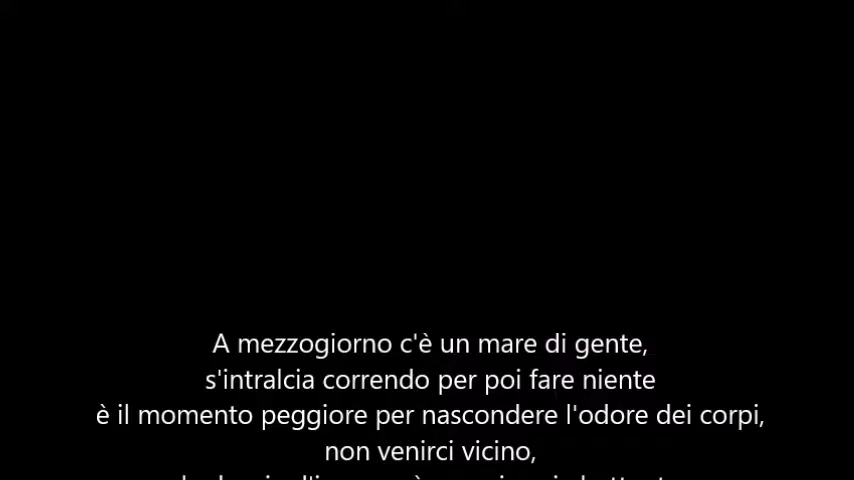 A mezzogiorno c'è un mare di gente,
s'intralcia correndo per poi fare niente
è il momento peggiore per nascondere l'odore dei corpi,
non venirci vicino,